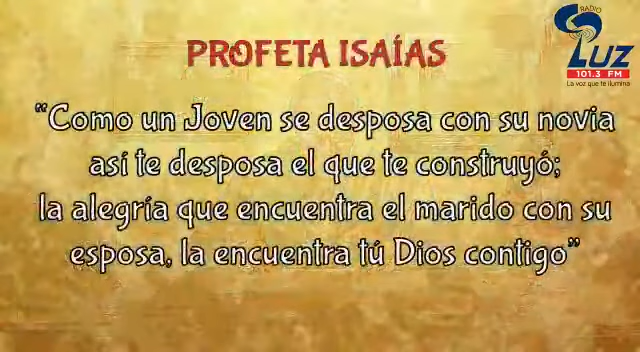 PROFETA ISAÍAS
RADIO
LUZ
101.3 FM
La voz que te ilumina
“Como un Joven se desposa con su novia
así te desposa el que te construyó;
la alegría que encuentra el marido con su
esposa, la encuentra tú Dios contigo”